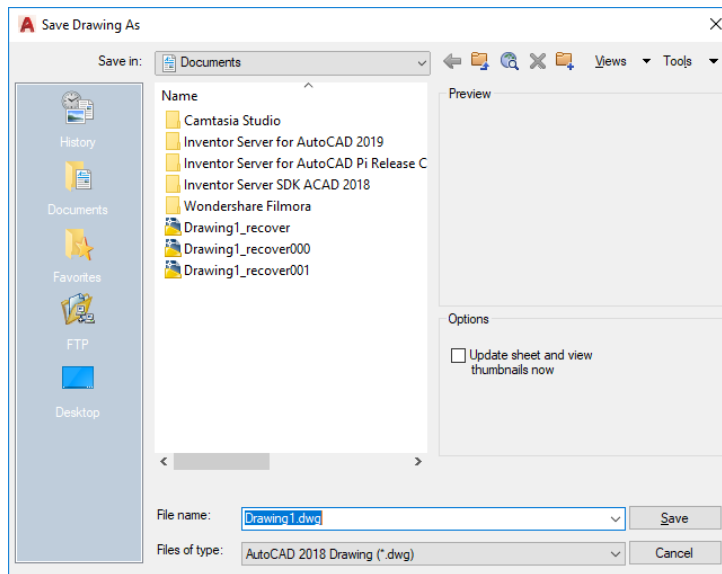 Save Drawing As
Save in: Documents Views Tools
Name
Preview
History
Documents
Favorites
FTP
Desktop
Camtasia Studio
Inventor Server for AutoCAD 2019
Inventor Server for AutoCAD Pi Release C
Inventor Server SDK ACAD 2018
Wondershare Filmora
Drawing1_recover
Drawing1_recover000
Drawing1_recover001
Options
Update sheet and view
thumbnails now
File name: Drawing1.dwg Save
Files of type: AutoCAD 2018 Drawing (*.dwg) Cancel